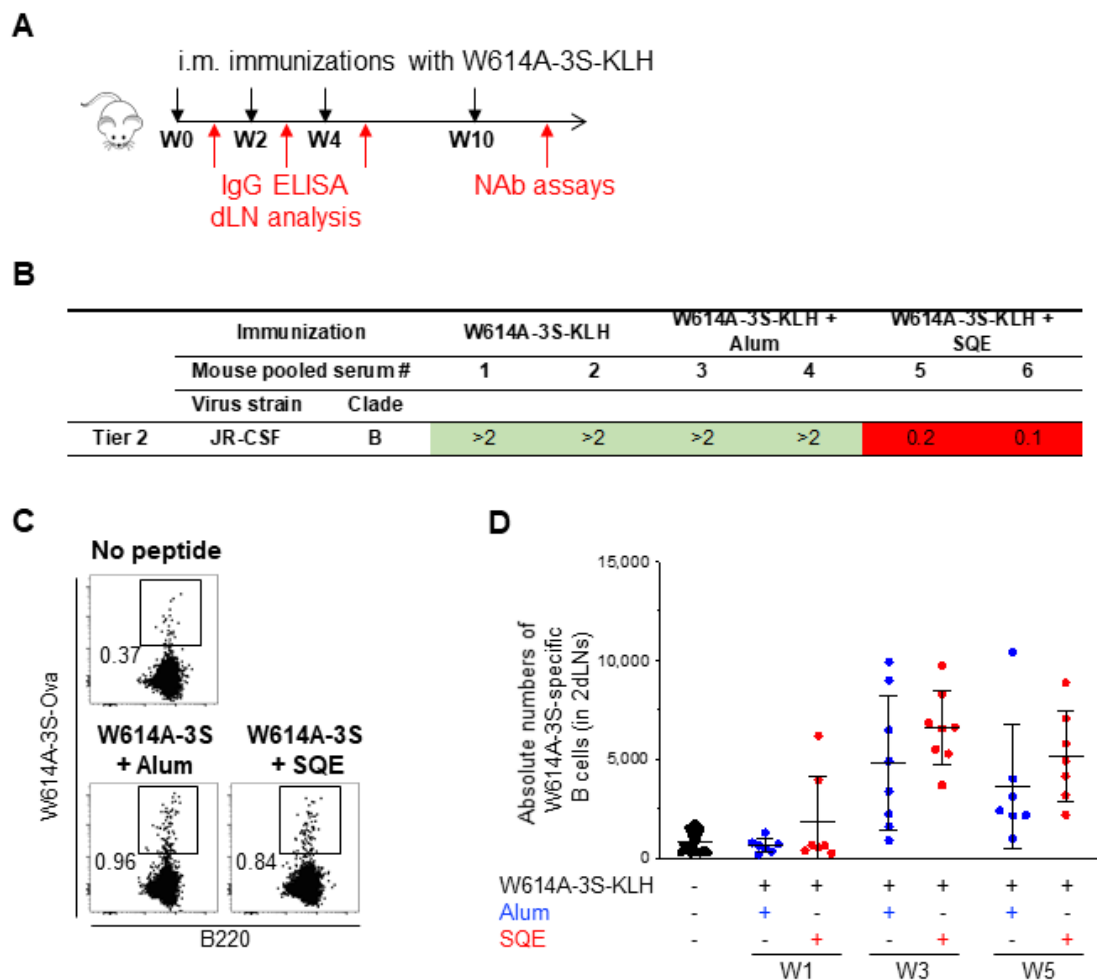 A
i.m. immunizations with W614A-3S-KLH
W0 W2 W4 W10
IgG ELISA NAb assays
dLN analysis
B
Immunization W614A-3S-KLH W614A-3S-KLH + Alum W614A-3S-KLH + SQE
Mouse pooled serum # 1 2 3 4 5 6
Virus strain Clade
Tier 2 JR-CSF B >2 >2 >2 >2 0.2 0.1
C
No peptide
0.37
W614A-3S + Alum W614A-3S + SQE
0.96 0.84
W614A-3S-Ova
B220
D
Absolute numbers of
W614A-3S-specific
B cells (in 2dLNs)
15,000
10,000
5,000
0
W614A-3S-KLH - + + + + + +
Alum - + - + - + -
SQE - - + - + - +
W1 W3 W5